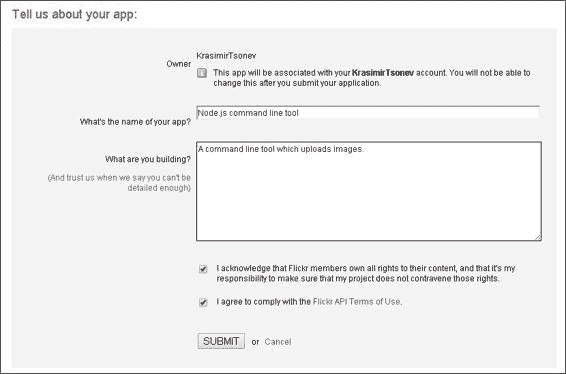 Tell us about your app:
Owner
KrasimirTsonev
This app will be associated with your KrasimirTsonev account. You will not be able to
change this after you submit your application.
What's the name of your app?
Node.js command line tool
What are you building?
A command line tool which uploads images.
(And trust us when we say you can't be
detailed enough)
I acknowledge that Flickr members own all rights to their content, and that it's my
responsibility to make sure that my project does not contravene those rights.
I agree to comply with the Flickr API Terms of Use.
SUBMIT or Cancel